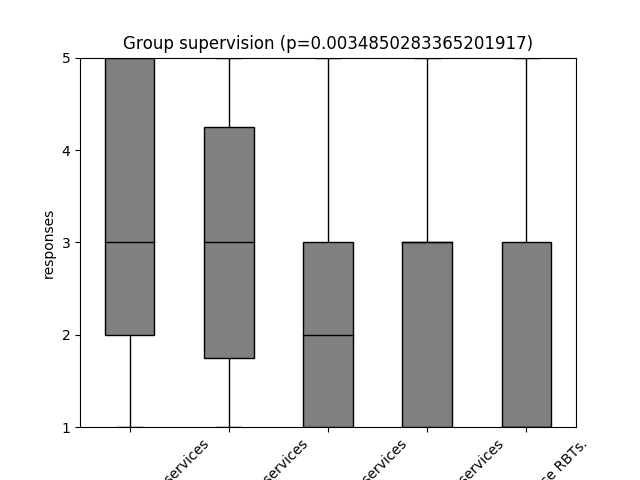 Group supervision (p=0.0034850283365201917)
5
4
3
2
1
responses
services
services
services
services
RBTs.